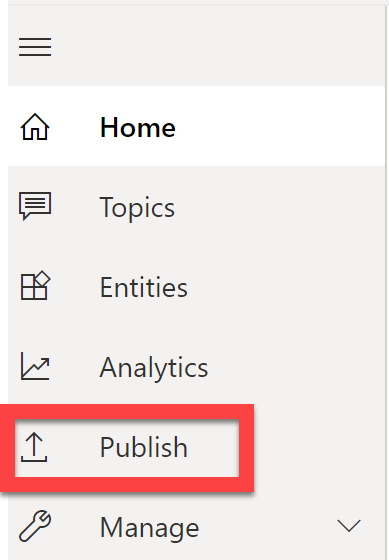 Home
Topics
Entities
Analytics
Publish
Manage